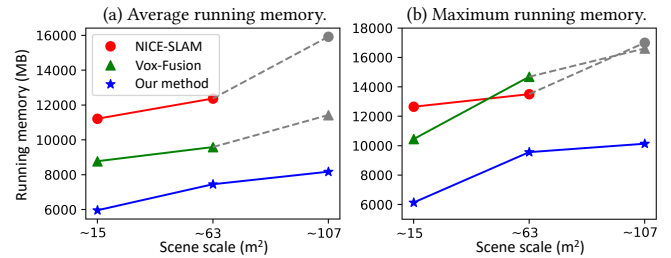 (a) Average running memory.
16000
14000
12000
10000
8000
6000
Running memory (MB)
NICE-SLAM
Vox-Fusion
Our method
~15
~63
~107
Scene scale (m²)
(b) Maximum running memory.
18000
16000
14000
12000
10000
8000
6000
~15
~63
~107
Scene scale (m²)